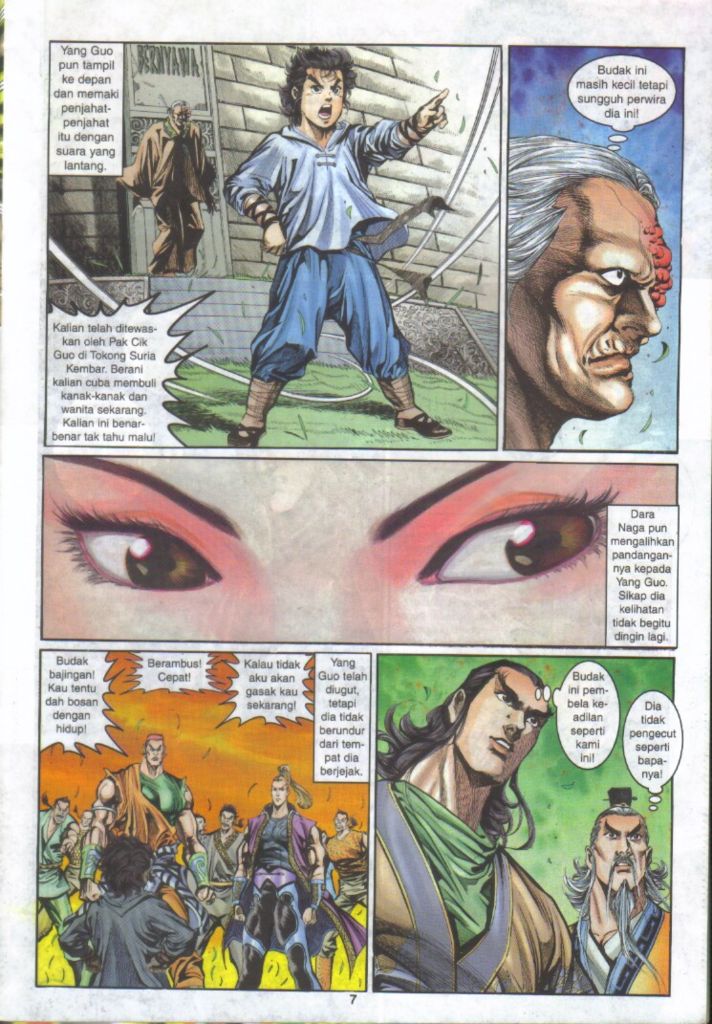 Yang Guo
pun tampil
ke depan
dan memaki
penjahat-
penjahat
itu dengan
suara yang
lantang.
BERNYAWA
Kalian telah ditewas-
kan oleh Pak Cik
Guo di Tokong Suria
Kembar. Berani
kalian cuba membuli
kanak-kanak dan
wanita sekarang.
Kalian ini benar-
benar tak tahu malu!
Budak ini
masih kecil tetapi
sungguh perwira
dia ini!
Dara
Naga pun
mengalihkan
pandangan-
nya kepada
Yang Guo.
Sikap dia
kelihatan
tidak begitu
dingin lagi.
Budak
bajingan!
Kau tentu
dah bosan
dengan
hidup!
Berambus!
Cepat!
Kalau tidak
aku akan
gasak kau
sekarang!
Yang
Guo telah
diugut,
tetapi
dia tidak
berundur
dari tem-
pat dia
berjejak.
Budak
ini pem-
bela ke-
adilan
seperti
kami
ini!
Dia
tidak
pengecut
seperti
bapa-
nya!
7